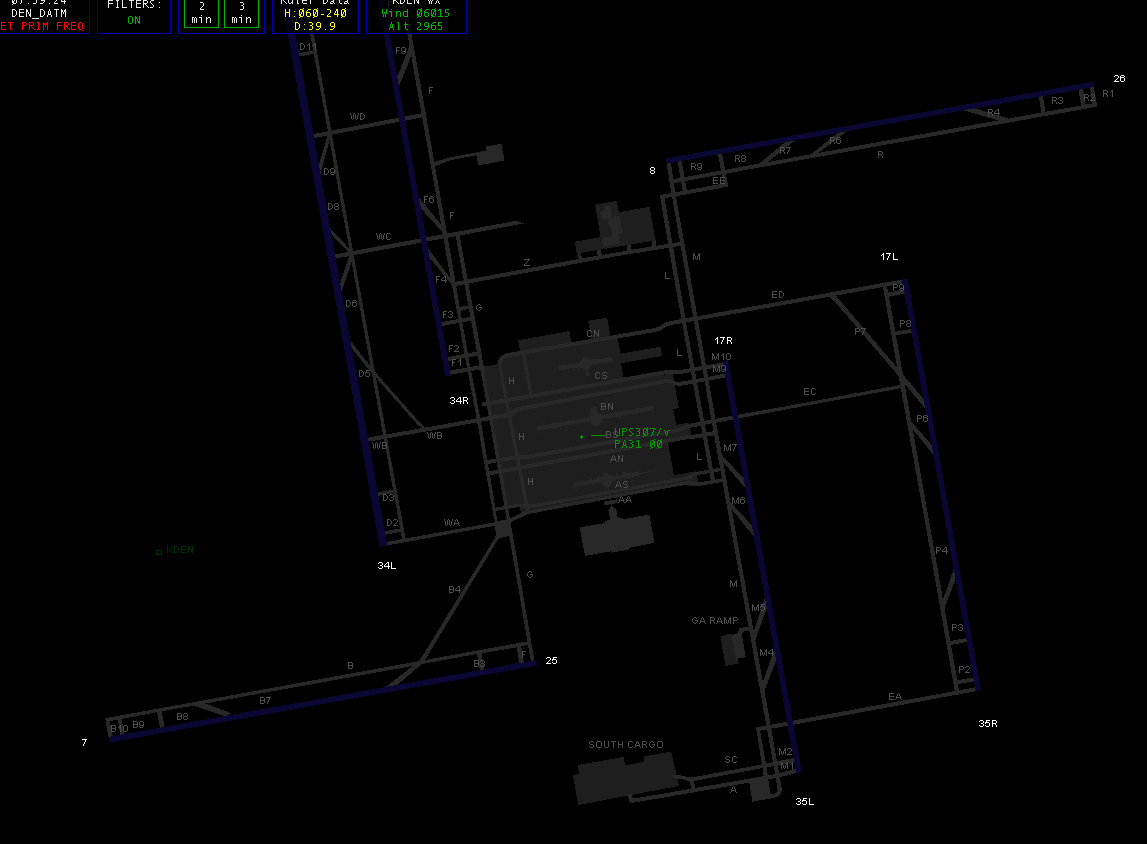 07:39:24
DEN_DATM
ET PRIM FREQ
FILTERS:
ON
2
min
3
min
Ruler Data
H:060-240
D:39.9
KDEN Wx
Wind 06015
Alt 2965
D11
F9
F
WD
D9
D8
F6
F
WC
Z
F4
D6
G
F3
F2
F1
D5
34R
WB
WB
D3
D2
WA
34L
KDEN
B4
G
25
F
B3
B
B7
B8
B9
B10
7
26
R1
R2
R3
R4
R6
R7
R
R8
R9
EE
8
M
L
17L
P9
ED
P8
P7
17R
M10
M9
L
CN
CS
H
EC
BN
P6
H
BS
UPS307/v
PA31 00
M7
AN
L
H
AS
AA
M6
P4
M
M5
GA RAMP
P3
M4
P2
EA
35R
SOUTH CARGO
SC
M2
M1
A
35L